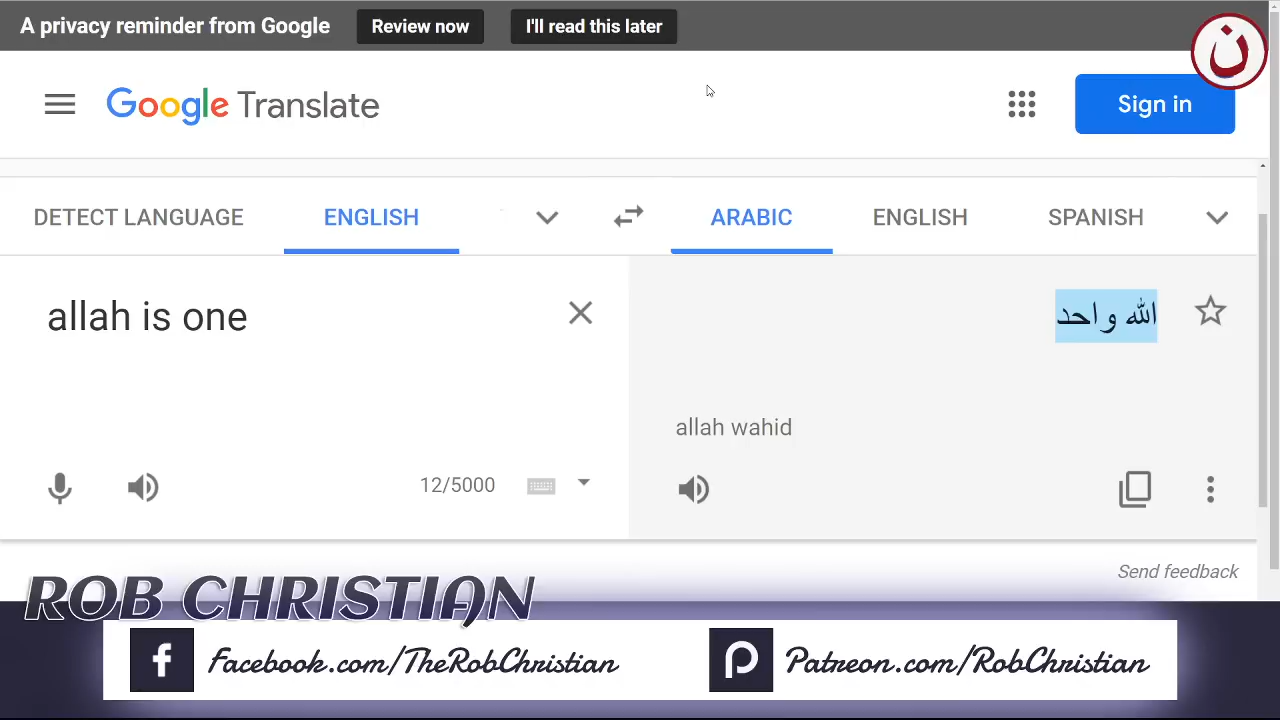 A privacy reminder from Google Review now I'll read this later
ن
Google Translate Sign in
DETECT LANGUAGE ENGLISH ARABIC ENGLISH SPANISH
allah is one
الله واحد
allah wahid
12/5000
Send feedback
ROB CHRISTIAN
Facebook.com/TheRobChristian Patreon.com/RobChristian